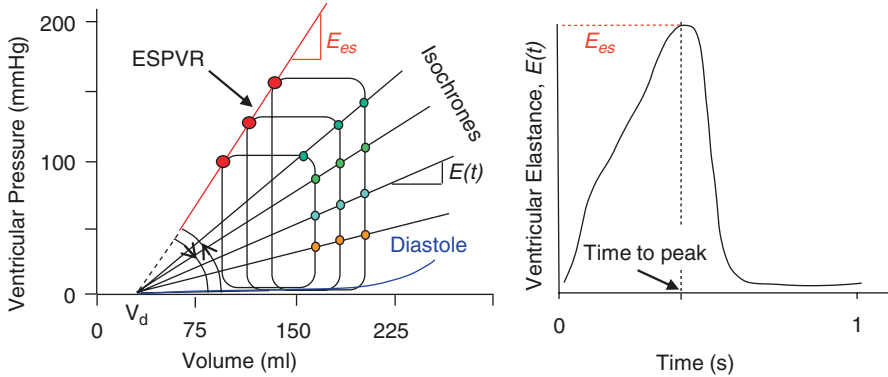 Ventricular Pressure (mmHg)
200
100
0
ESPVR
E_es
Isochrones
E(t)
Diastole
0
V_d
75
150
225
Volume (ml)
Ventricular Elastance, E(t)
E_es
Time to peak
0
1
Time (s)